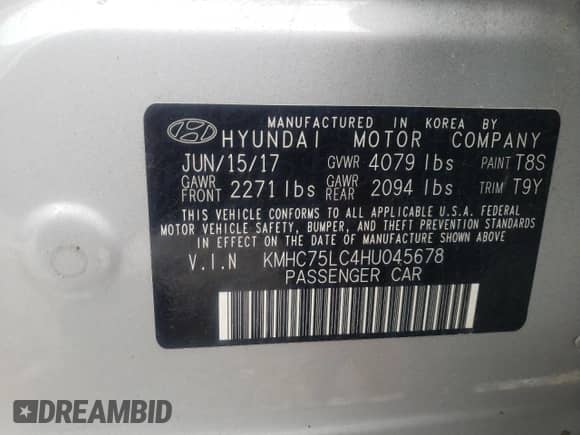 MANUFACTURED IN KOREA BY
HYUNDAI MOTOR COMPANY
JUN/15/17 GVWR 4079 lbs PAINT T8S
GAWR FRONT 2271 lbs GAWR REAR 2094 lbs TRIM T9Y
THIS VEHICLE CONFORMS TO ALL APPLICABLE U.S.A. FEDERAL
MOTOR VEHICLE SAFETY, BUMPER, AND THEFT PREVENTION STANDARDS
IN EFFECT ON THE DATE OF MANUFACTURE SHOWN ABOVE.
V.I.N KMHC75LC4HU045678
PASSENGER CAR
DREAMBID